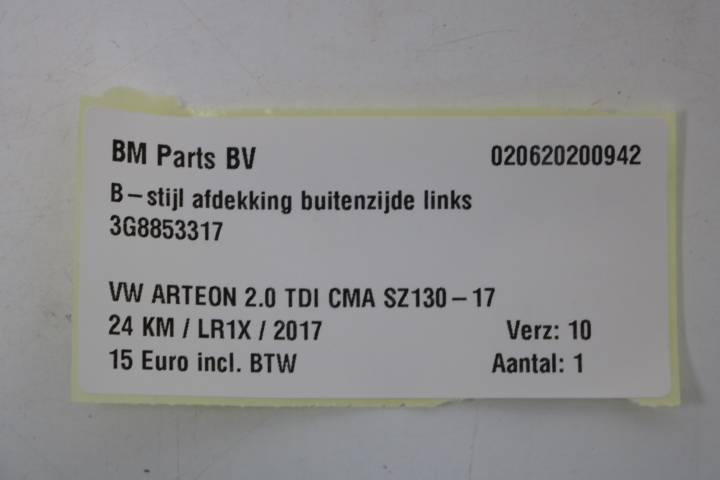 BM Parts BV 020620200942
B-stijl afdekking buitenzijde links
3G8853317
VW ARTEON 2.0 TDI CMA SZ130-17
24 KM / LR1X / 2017 Verz: 10
15 Euro incl. BTW Aantal: 1